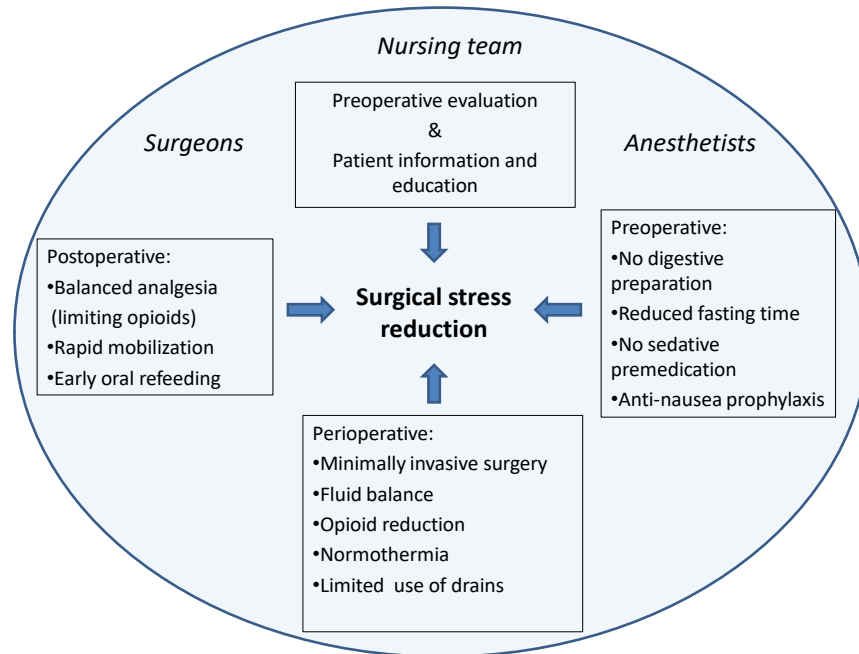 Nursing team
Surgeons
Anesthetists
Preoperative evaluation
&
Patient information and
education
Postoperative:
•Balanced analgesia
(limiting opioids)
•Rapid mobilization
•Early oral refeeding
Surgical stress
reduction
Preoperative:
•No digestive
preparation
•Reduced fasting time
•No sedative
premedication
•Anti-nausea prophylaxis
Perioperative:
•Minimally invasive surgery
•Fluid balance
•Opioid reduction
•Normothermia
•Limited use of drains